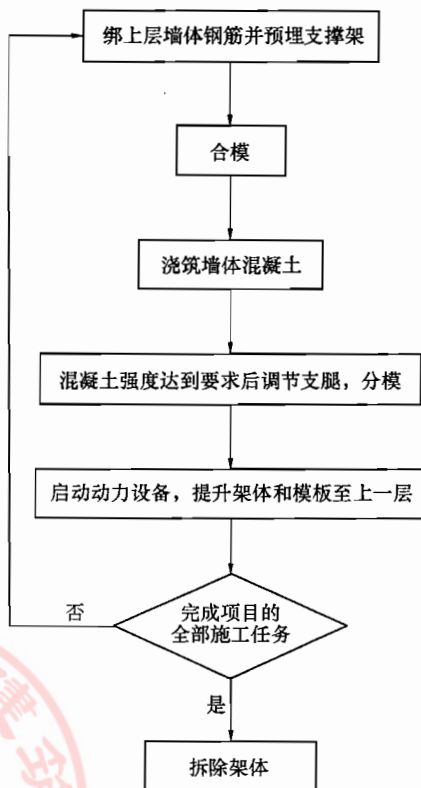 绑上层墙体钢筋并预埋支撑架
合模
浇筑墙体混凝土
混凝土强度达到要求后调节支腿，分模
启动动力设备，提升架体和模板至上一层
完成项目的
全部施工任务
否
是
拆除架体
建筑